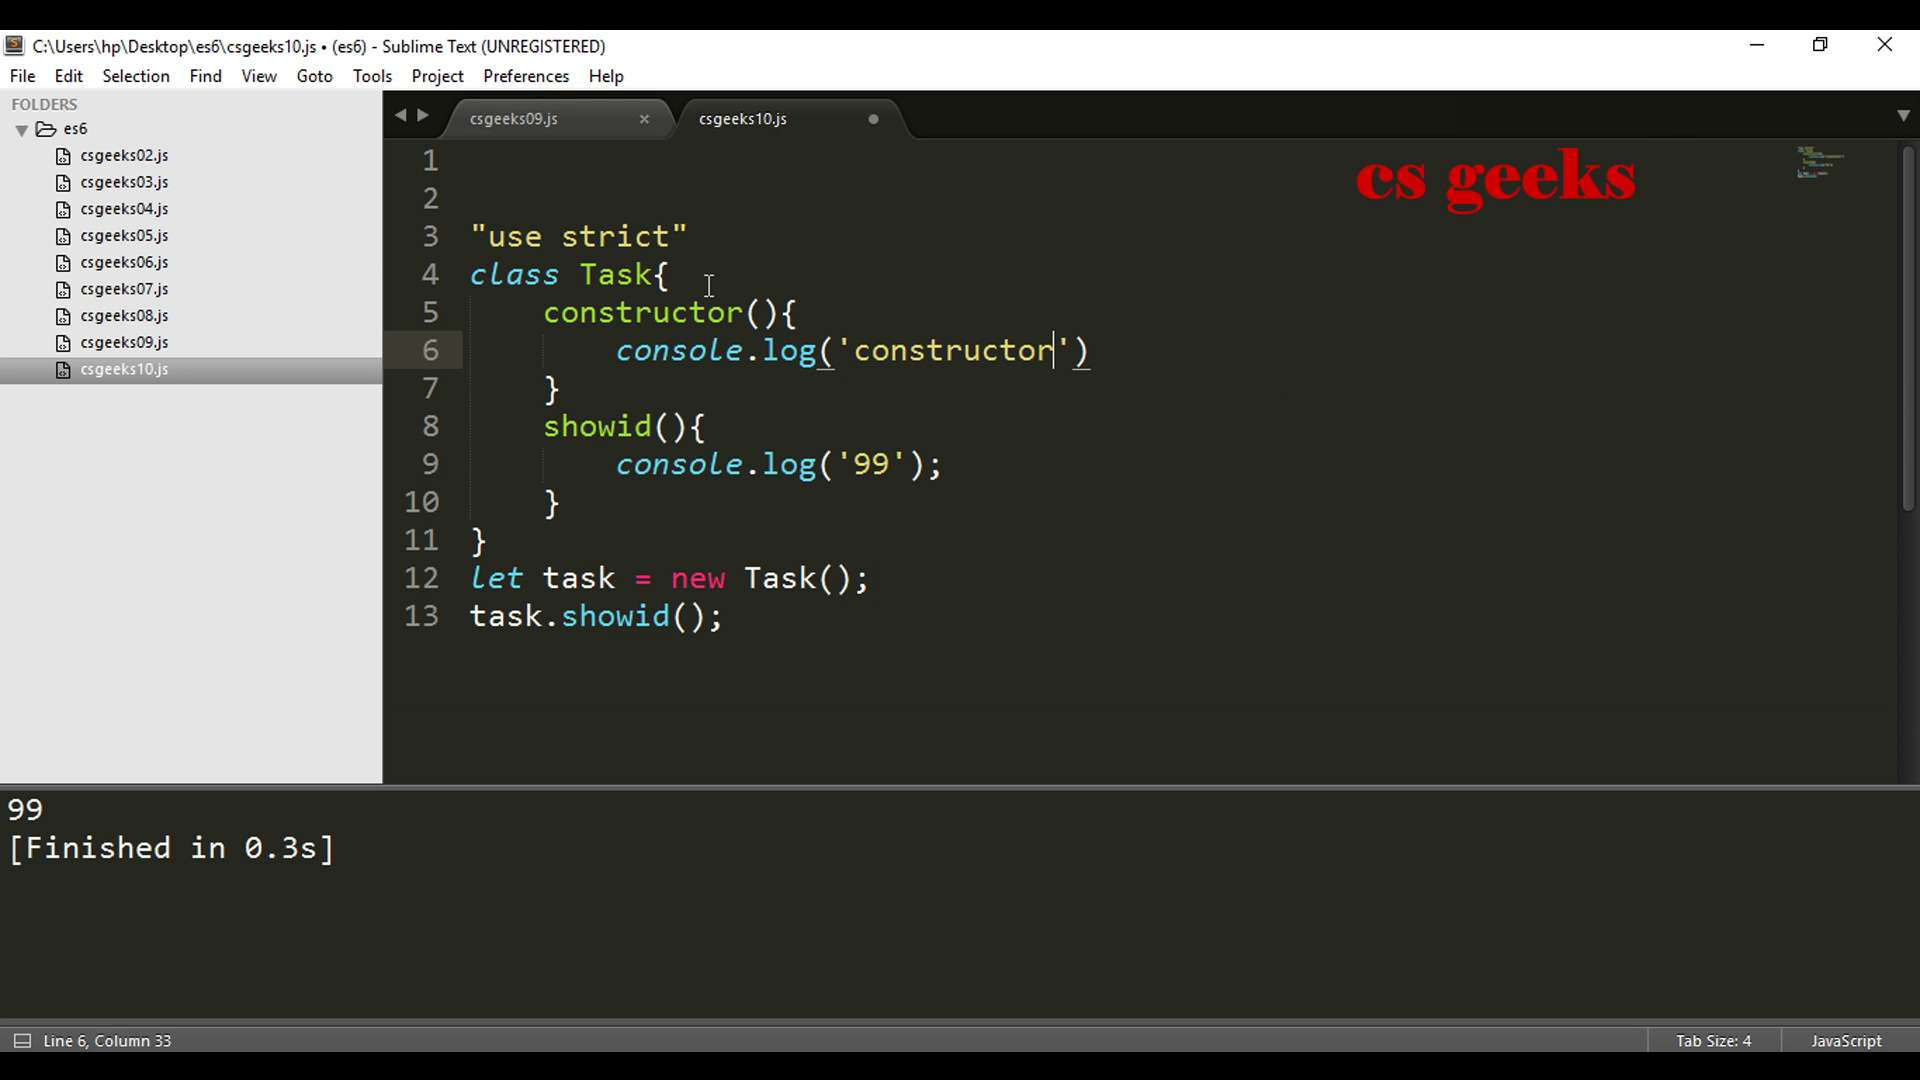 C:\Users\hp\Desktop\es6\csgeeks10.js • (es6) - Sublime Text (UNREGISTERED)
File Edit Selection Find View Goto Tools Project Preferences Help
FOLDERS
es6
csgeeks02.js
csgeeks03.js
csgeeks04.js
csgeeks05.js
csgeeks06.js
csgeeks07.js
csgeeks08.js
csgeeks09.js
csgeeks10.js
csgeeks09.js × csgeeks10.js
cs geeks
1
2
3 "use strict"
4 class Task{
5     constructor(){
6         console.log('constructor')
7     }
8     showid(){
9         console.log('99');
10     }
11 }
12 let task = new Task();
13 task.showid();
99
[Finished in 0.3s]
Line 6, Column 33 Tab Size: 4 JavaScript